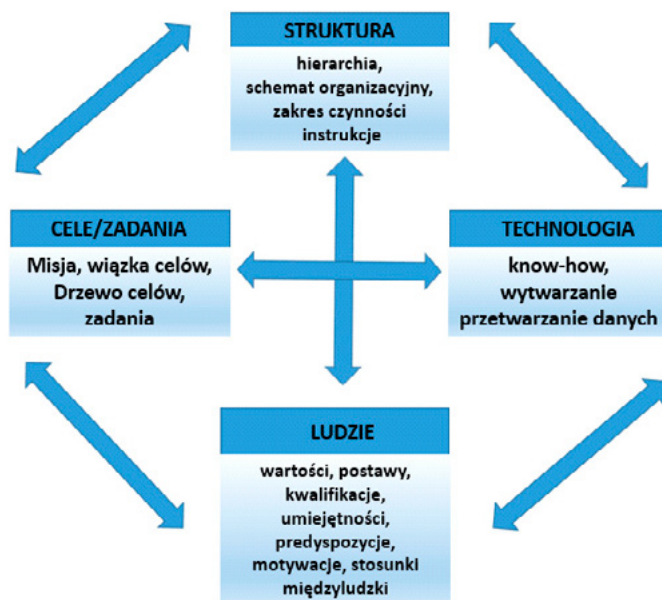 STRUKTURA
hierarchia,
schemat organizacyjny,
zakres czynności
instrukcje
CELE/ZADANIA
Misja, wiązka celów,
Drzewo celów,
zadania
TECHNOLOGIA
know-how,
wytwarzanie
przetwarzanie danych
LUDZIE
wartości, postawy,
kwalifikacje,
umiejętności,
predyspozycje,
motywacje, stosunki
międzyludzki